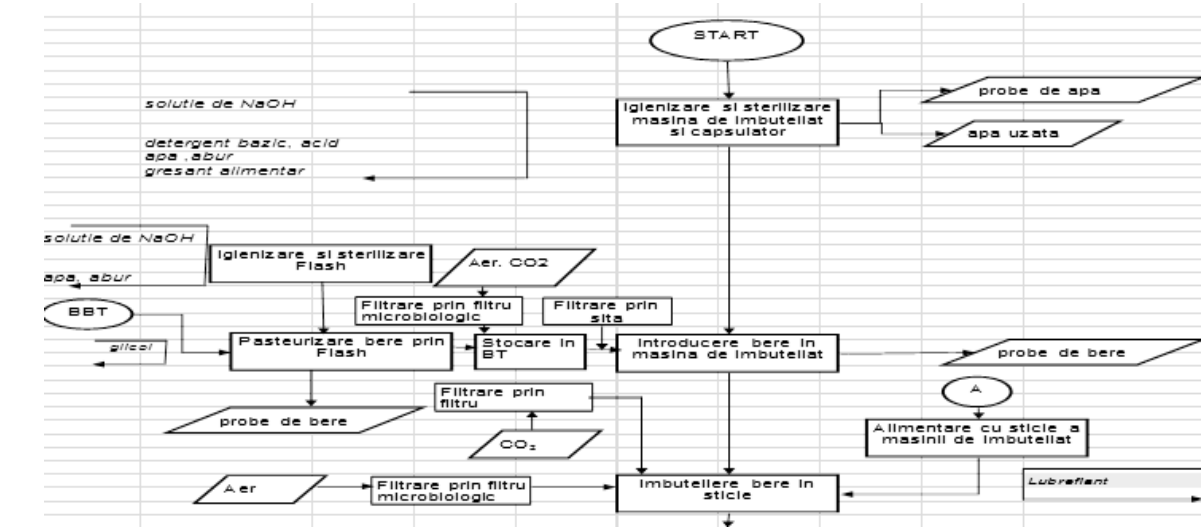 START
solutie de NaOH
detergent bazic, acid
apa ,abur
gresant alimentar
Igienizare si sterilizare
masina de imbuteliat
si capsulator
probe de apa
apa uzata
solutie de NaOH
apa, abur
Igienizare si sterilizare
Flash
Aer. CO2
BBT
Filtrare prin filtru
microbiologic
Filtrare prin
sita
glicol
Pasteurizare bere prin
Flash
Stocare in
BT
Introducere bere in
masina de imbuteliat
probe de bere
probe de bere
Filtrare prin
filtru
CO₂
A
Alimentare cu sticle a
masinii de imbuteliat
Aer
Filtrare prin filtru
microbiologic
Imbuteliere bere in
sticle
Lubrefiant